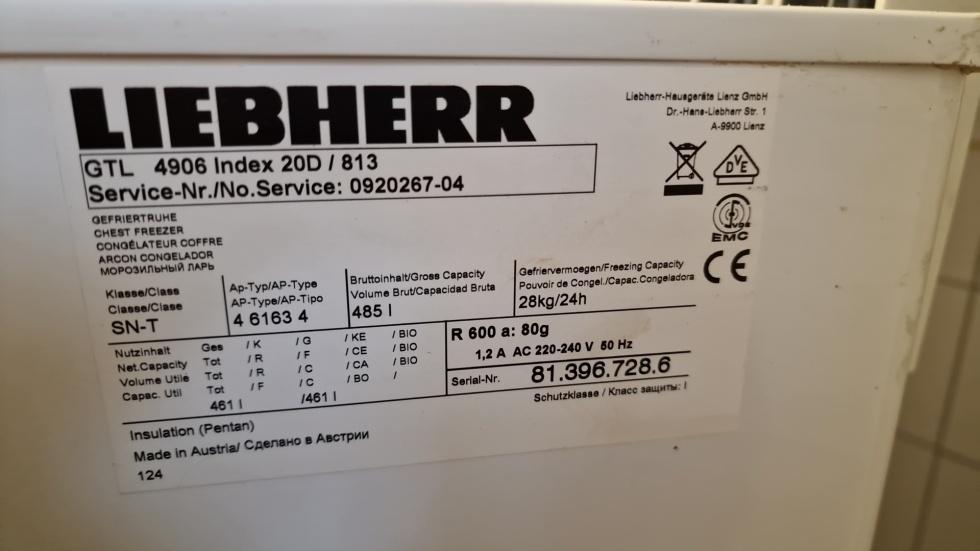 LIEBHERR
Liebherr-Hausgeräte Lienz GmbH
Dr.-Hans-Liebherr Str. 1
A-9900 Lienz
GTL 4906 Index 20D / 813
Service-Nr./No.Service: 0920267-04
DVE
VDE
EMC
CE
GEFRIERTRUHE
CHEST FREEZER
CONGÉLATEUR COFFRE
ARCON CONGELADOR
МОРОЗИЛЬНЫЙ ЛАРЬ
Klasse/Class
Classe/Clase
SN-T
Ap-Typ/AP-Type
AP-Type/AP-Tipo
4 6163 4
Bruttoinhalt/Gross Capacity
Volume Brut/Capacidad Bruta
485 l
Gefriervermoegen/Freezing Capacity
Pouvoir de Congel./Capac.Congeladora
28kg/24h
Nutzinhalt Ges / K / G / KE / BIO
Net.Capacity Tot / R / F / CE / BIO
Volume Utile Tot / R / C / CA / BIO
Capac. Util Tot / F / C / BO /
461 l /461 l
R 600 a: 80g
1,2 A AC 220-240 V 50 Hz
Serial-Nr. 81.396.728.6
Schutzklasse / Класс защиты: I
Insulation (Pentan)
Made in Austria/ Сделано в Австрии
124